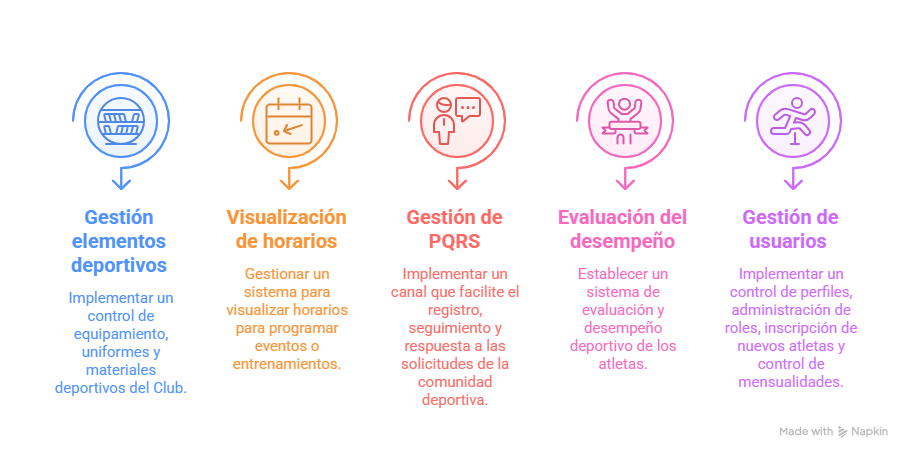 Gestión
elementos
deportivos
Implementar un
control de
equipamiento,
uniformes y
materiales
deportivos del Club.
Visualización
de horarios
Gestionar un
sistema para
visualizar horarios
para programar
eventos o
entrenamientos.
Gestión de
PQRS
Implementar un
canal que facilite el
registro,
seguimiento y
respuesta a las
solicitudes de la
comunidad
deportiva.
Evaluación del
desempeño
Establecer un
sistema de
evaluación y
desempeño
deportivo de los
atletas.
Gestión de
usuarios
Implementar un
control de perfiles,
administración de
roles, inscripción de
nuevos atletas y
control de
mensualidades.
Made with Napkin